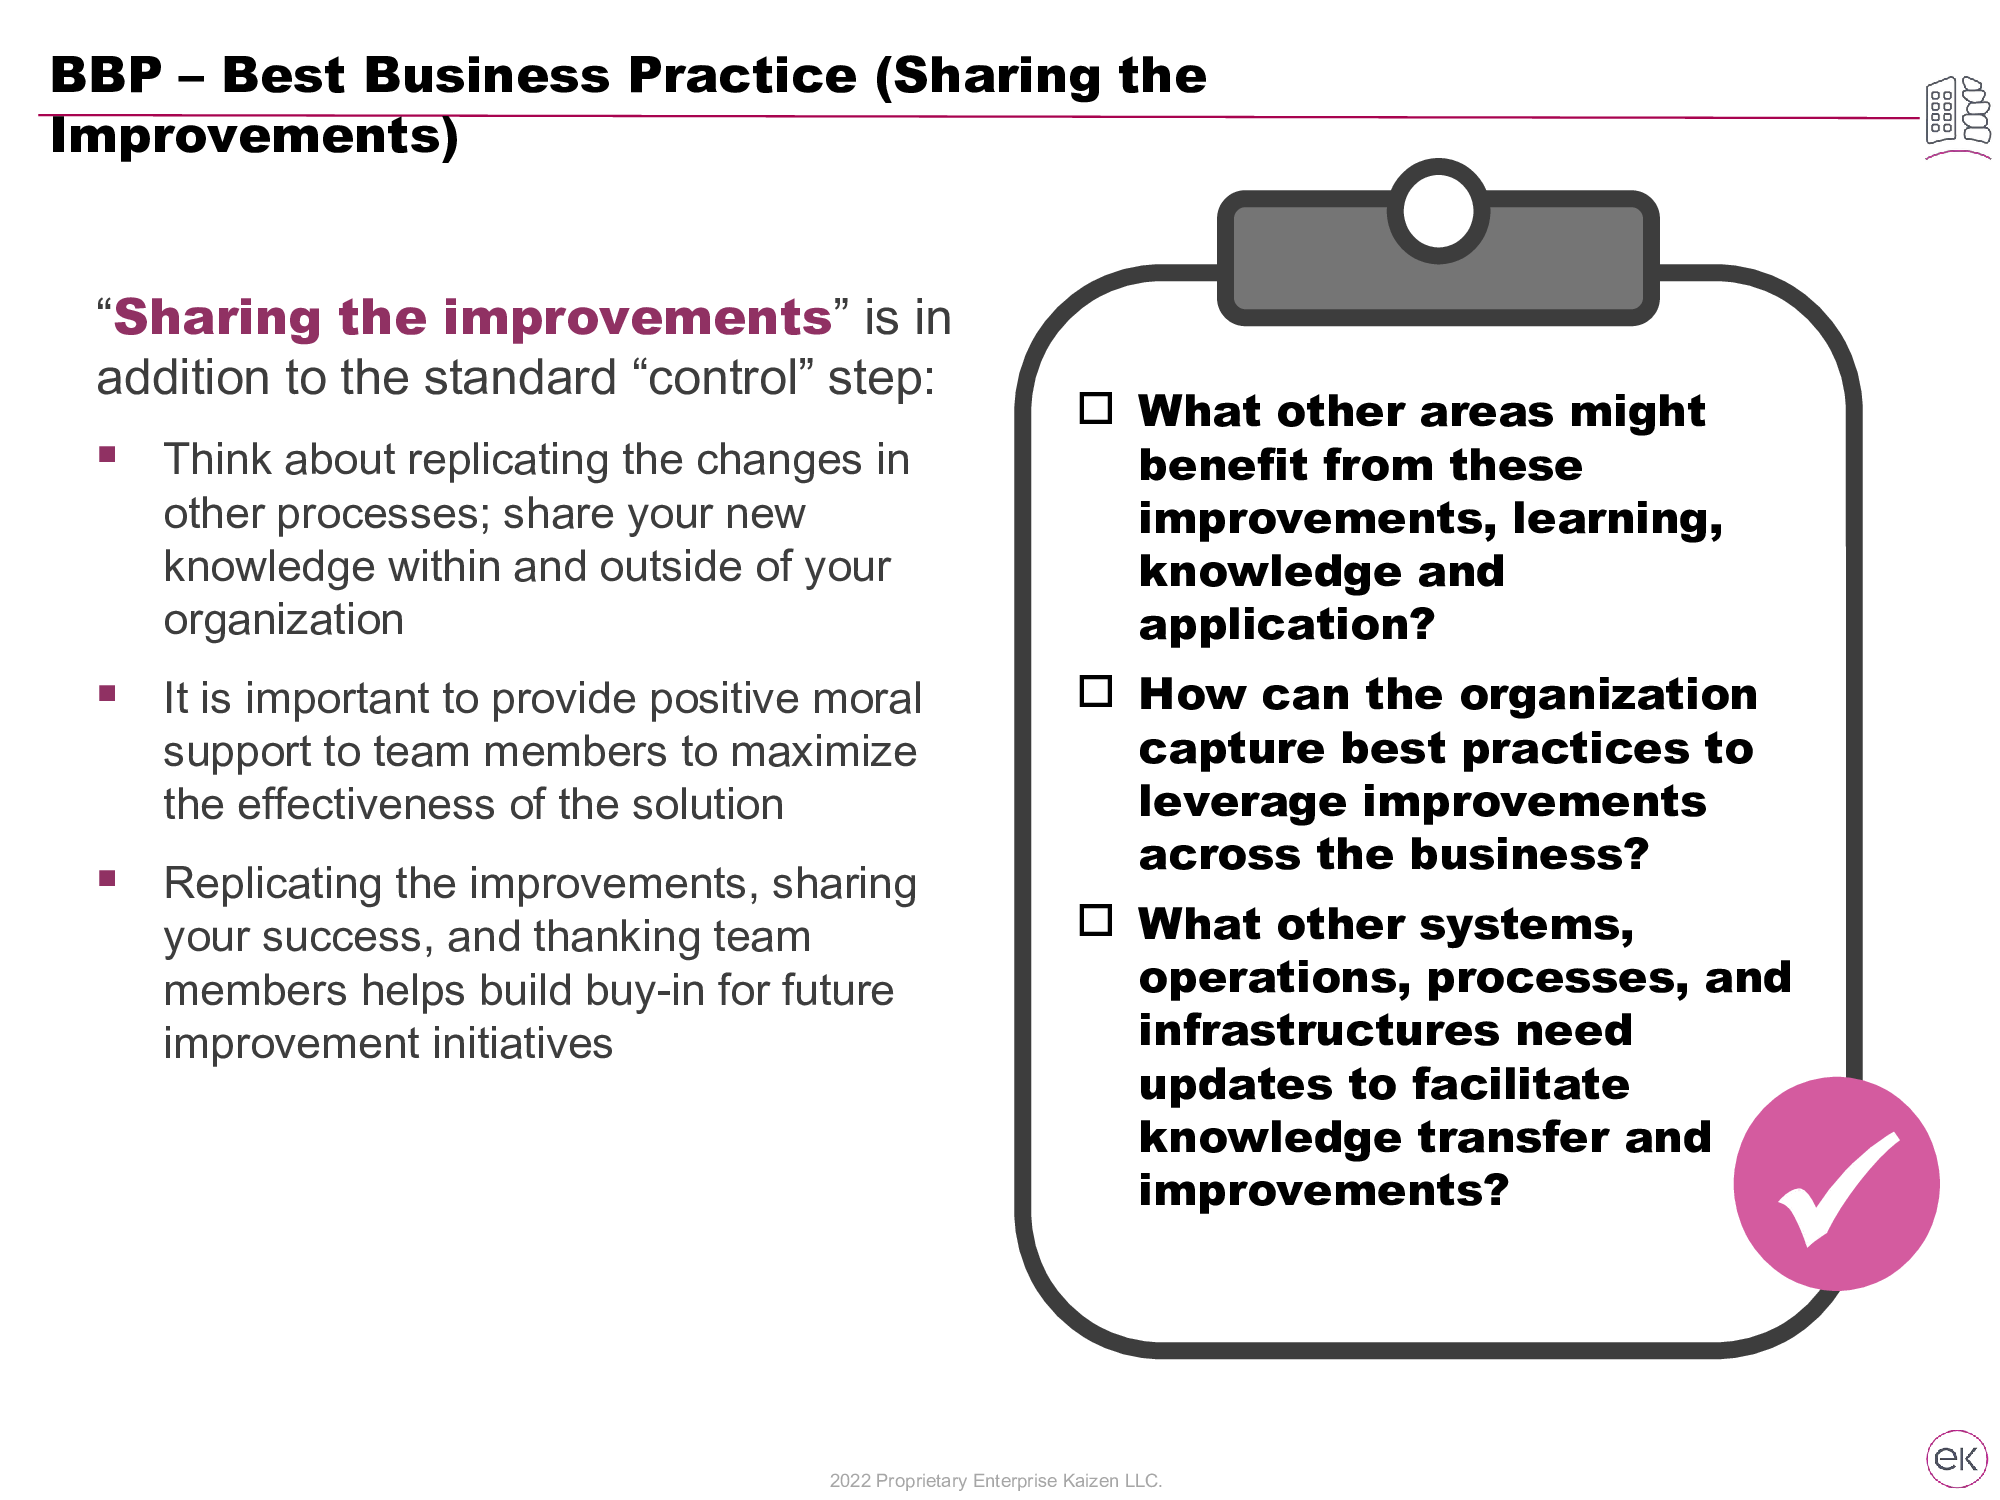 BBP – Best Business Practice (Sharing the
Improvements)
“Sharing the improvements” is in
addition to the standard “control” step:
▪ Think about replicating the changes in
other processes; share your new
knowledge within and outside of your
organization
▪ It is important to provide positive moral
support to team members to maximize
the effectiveness of the solution
▪ Replicating the improvements, sharing
your success, and thanking team
members helps build buy-in for future
improvement initiatives
☐ What other areas might
benefit from these
improvements, learning,
knowledge and
application?
☐ How can the organization
capture best practices to
leverage improvements
across the business?
☐ What other systems,
operations, processes, and
infrastructures need
updates to facilitate
knowledge transfer and
improvements?
2022 Proprietary Enterprise Kaizen LLC.
eK